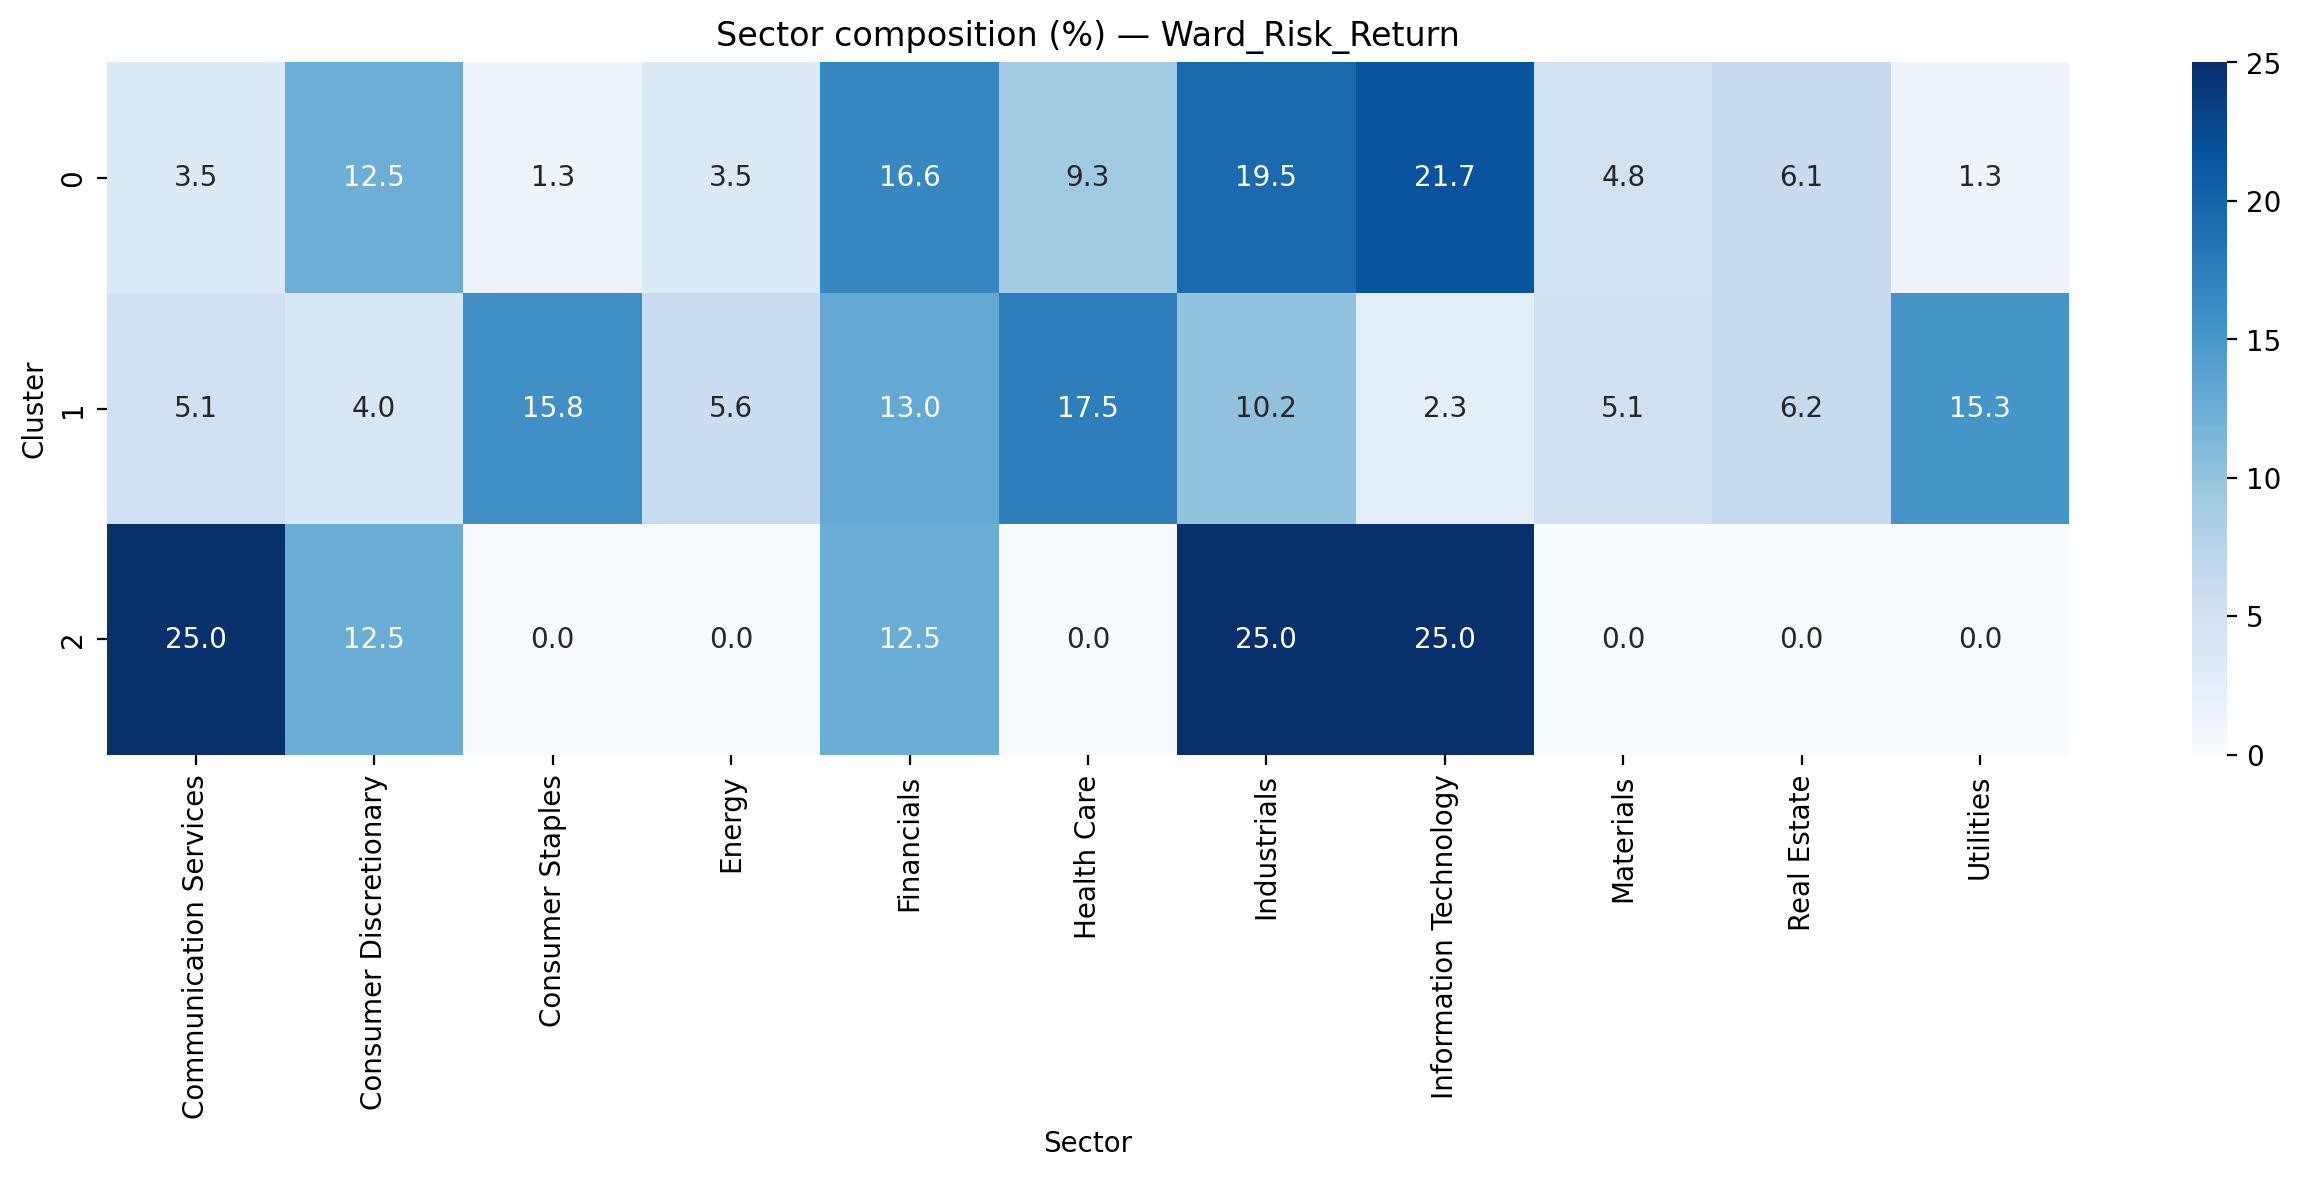 Sector composition (%) — Ward_Risk_Return
0 3.5 12.5 1.3 3.5 16.6 9.3 19.5 21.7 4.8 6.1 1.3
1 5.1 4.0 15.8 5.6 13.0 17.5 10.2 2.3 5.1 6.2 15.3
2 25.0 12.5 0.0 0.0 12.5 0.0 25.0 25.0 0.0 0.0 0.0
Cluster
Communication Services
Consumer Discretionary
Consumer Staples
Energy
Financials
Health Care
Industrials
Information Technology
Materials
Real Estate
Utilities
Sector
25
20
15
10
5
0